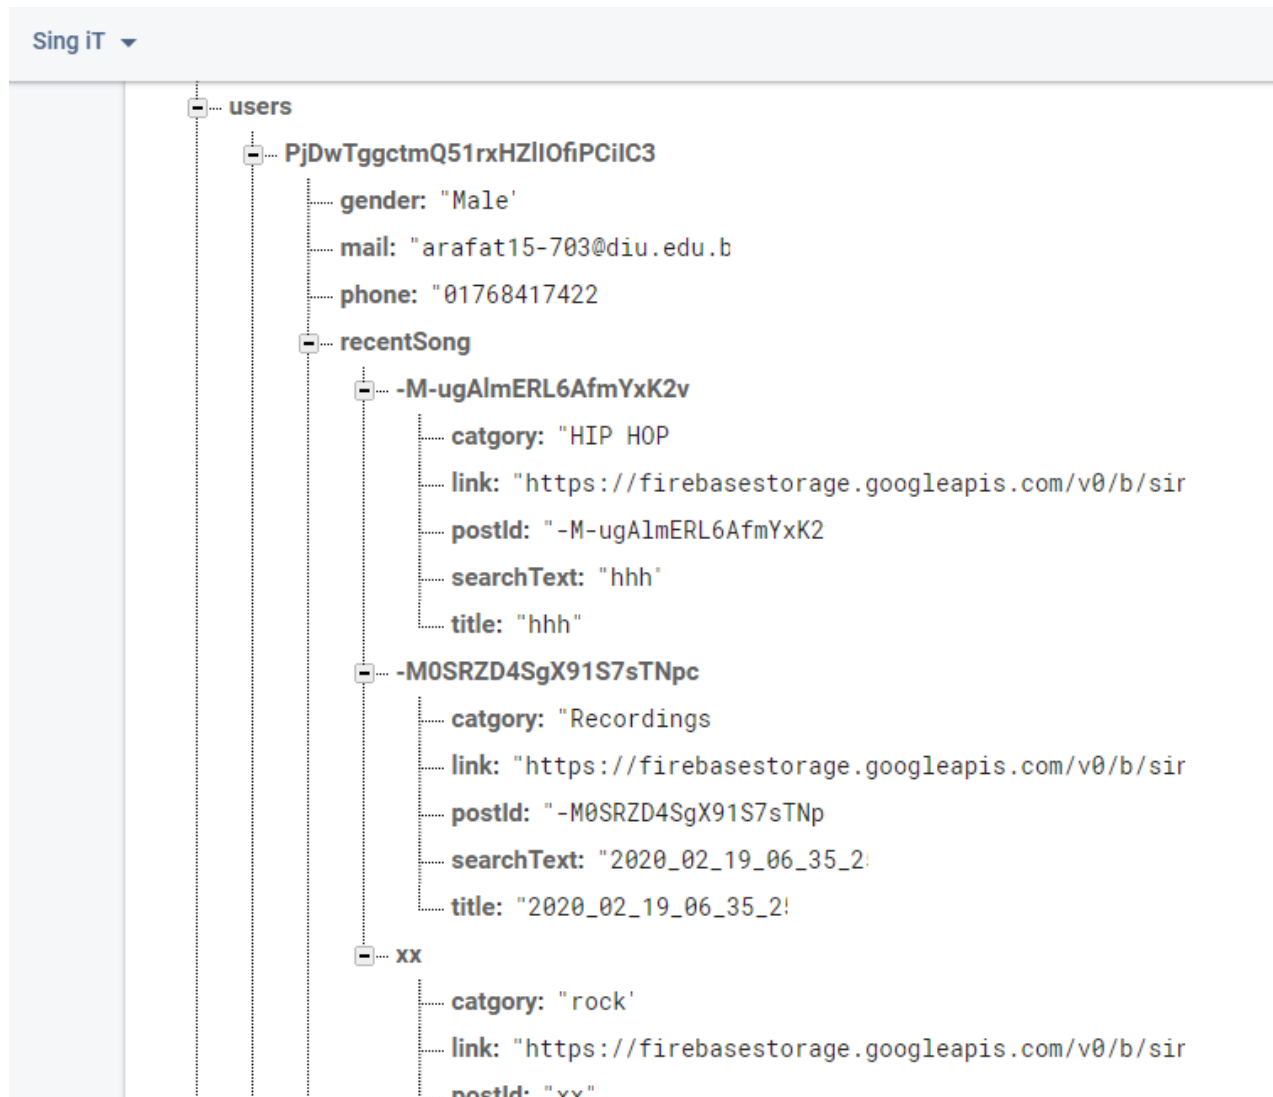 Sing iT
users
PjDwTggctmQ51rxHZlIOfiPCiIC3
gender: "Male'
mail: "arafat15-703@diu.edu.b
phone: "01768417422
recentSong
-M-ugAlmERL6AfmYxK2v
catgory: "HIP HOP
link: "https://firebasestorage.googleapis.com/v0/b/sir
postId: "-M-ugAlmERL6AfmYxK2
searchText: "hhh'
title: "hhh"
-M0SRZD4SgX91S7sTNpc
catgory: "Recordings
link: "https://firebasestorage.googleapis.com/v0/b/sir
postId: "-M0SRZD4SgX91S7sTNp
searchText: "2020_02_19_06_35_2
title: "2020_02_19_06_35_2
xx
catgory: "rock'
link: "https://firebasestorage.googleapis.com/v0/b/sir
postId: "xx"